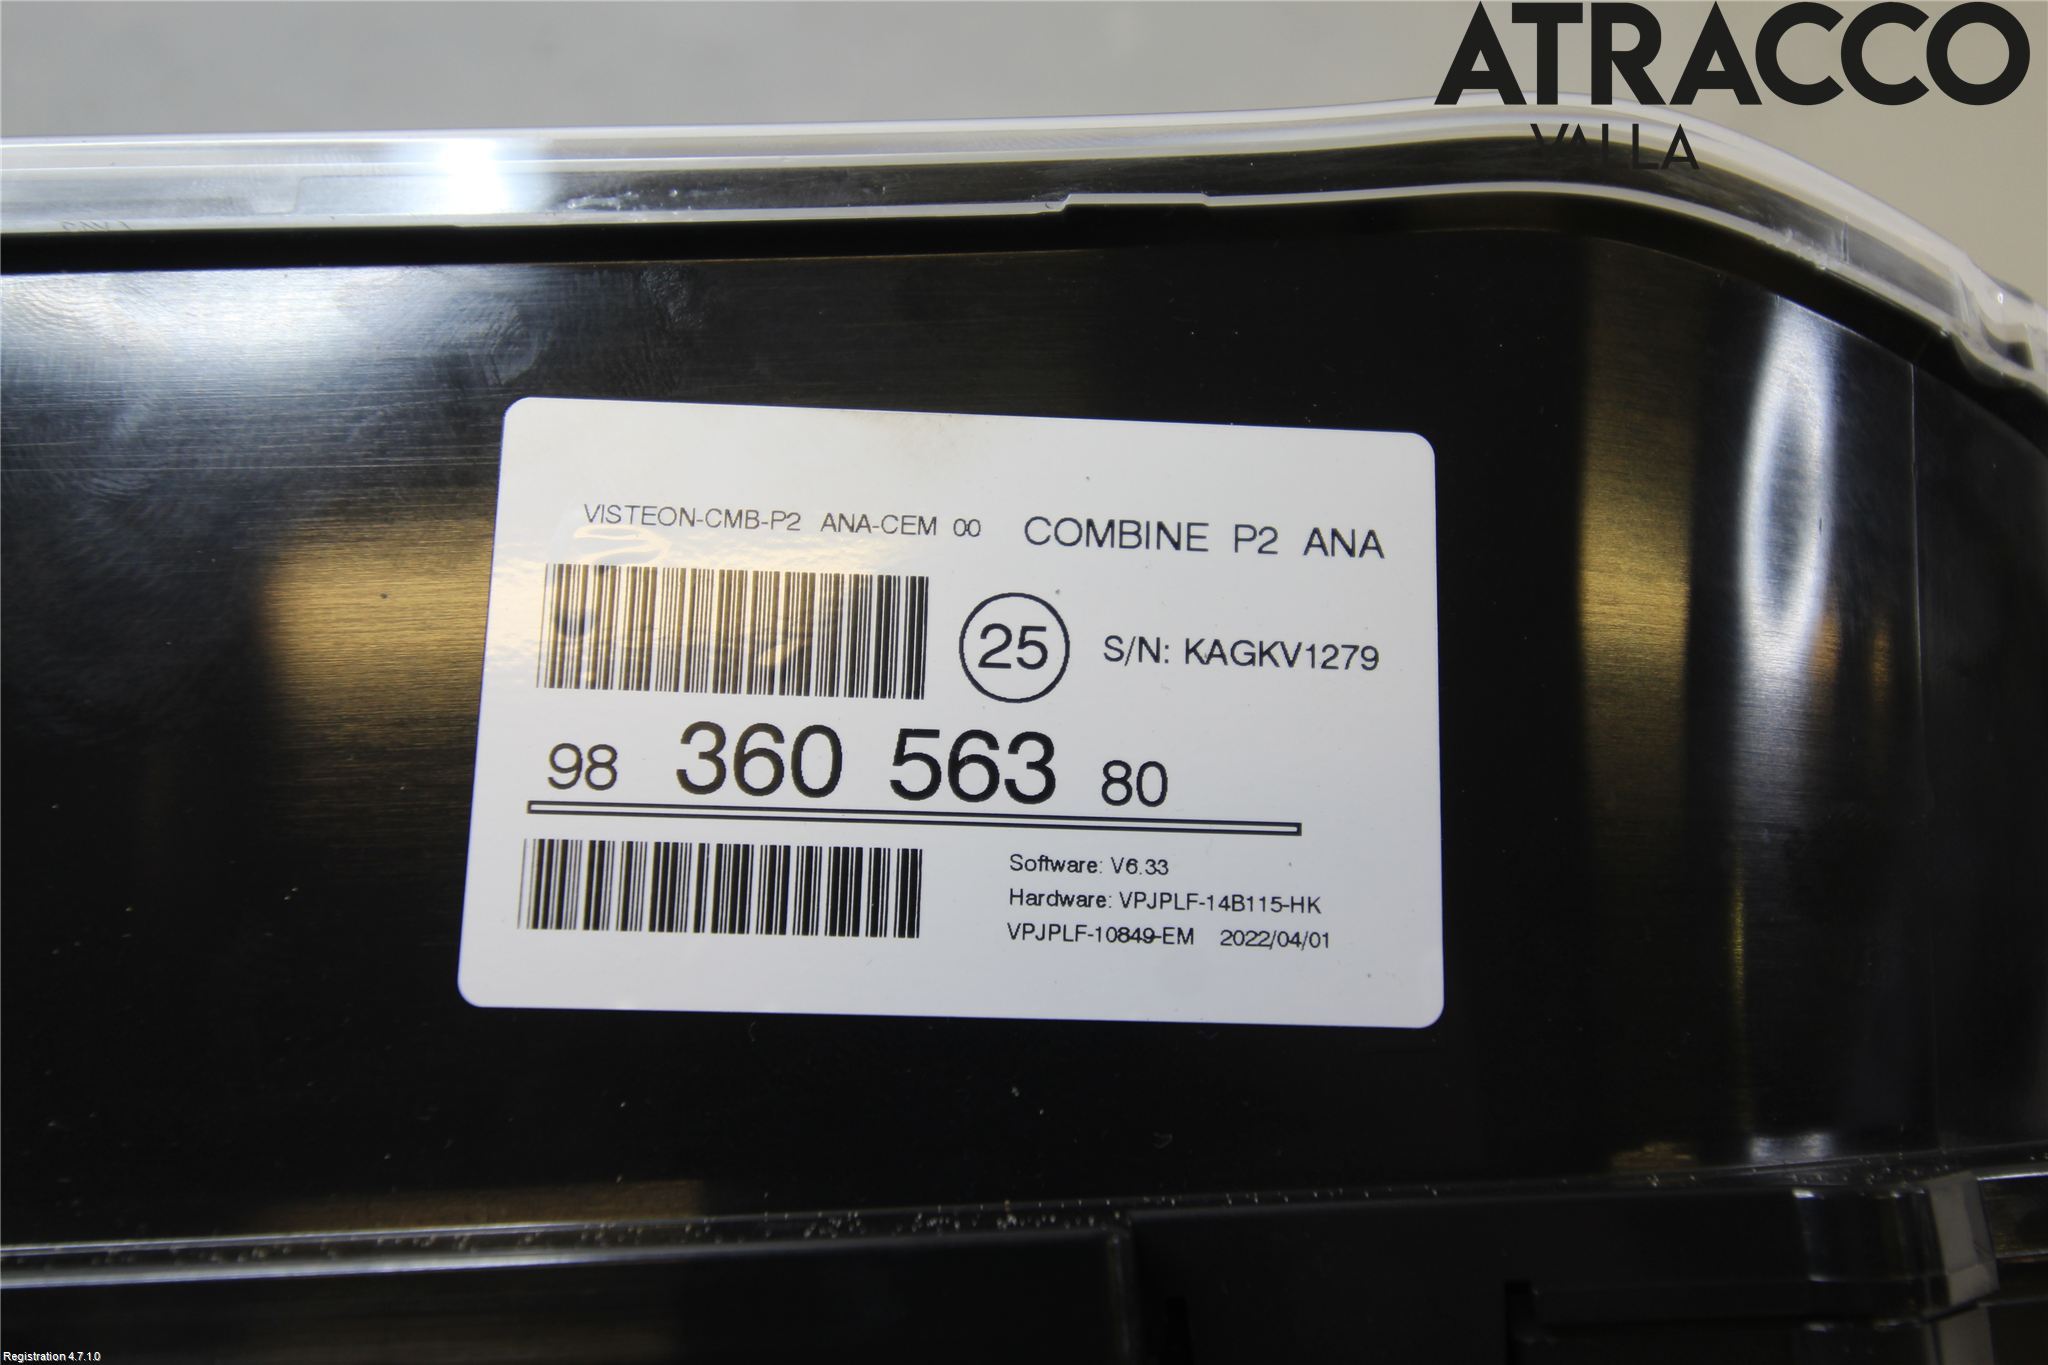 ATRACCO
VALLA
VISTEON-CMB-P2 ANA-CEM 00 COMBINE P2 ANA
25 S/N: KAGKV1279
98 360 563 80
Software: V6.33
Hardware: VPJPLF-14B115-HK
VPJPLF-10849-EM 2022/04/01
Registration 4.7.1.0